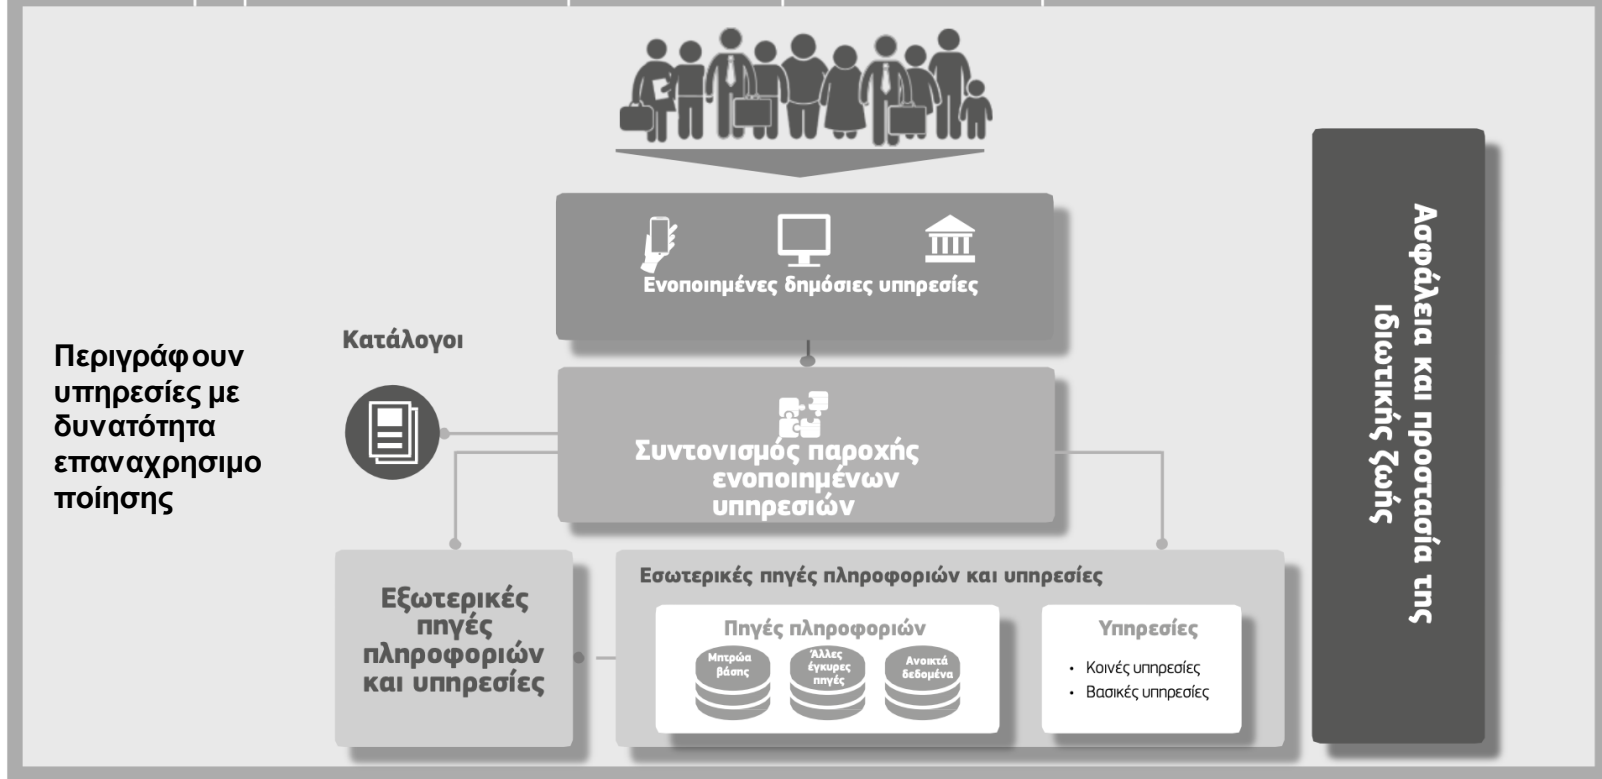 Ενοποιημένες δημόσιες υπηρεσίες
Κατάλογοι
Περιγράφουν
υπηρεσίες με
δυνατότητα
επαναχρησιμο
ποίησης
Συντονισμός παροχής
ενοποιημένων
υπηρεσιών
Εξωτερικές
πηγές
πληροφοριών
και υπηρεσίες
Εσωτερικές πηγές πληροφοριών και υπηρεσίες
Πηγές πληροφοριών
Μητρώα
βάσης
Άλλες
έγκυρες
πηγές
Ανοικτά
δεδομένα
Υπηρεσίες
• Κοινές υπηρεσίες
• Βασικές υπηρεσίες
Ασφάλεια και προστασία της
ιδιωτικής ζωής